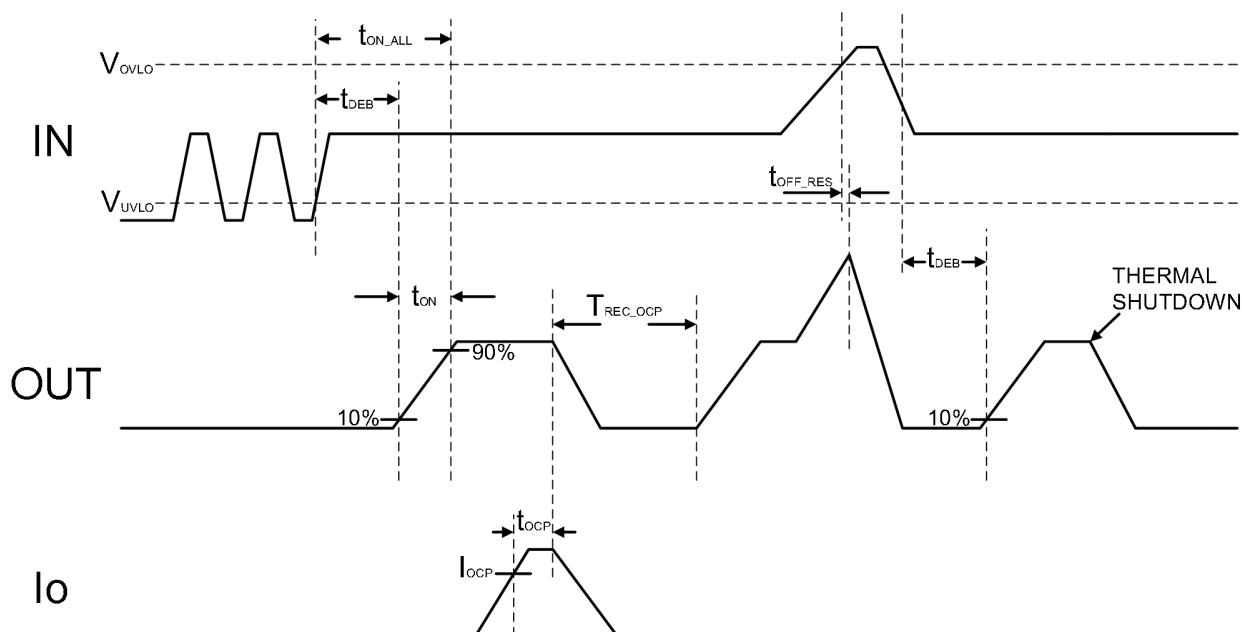 tON_ALL
VOVLO
tDEB
IN
tOFF_RES
VUVLO
tDEB
THERMAL
SHUTDOWN
tON
TREC_OCP
90%
OUT
10%
10%
tOCP
IOCP
Io